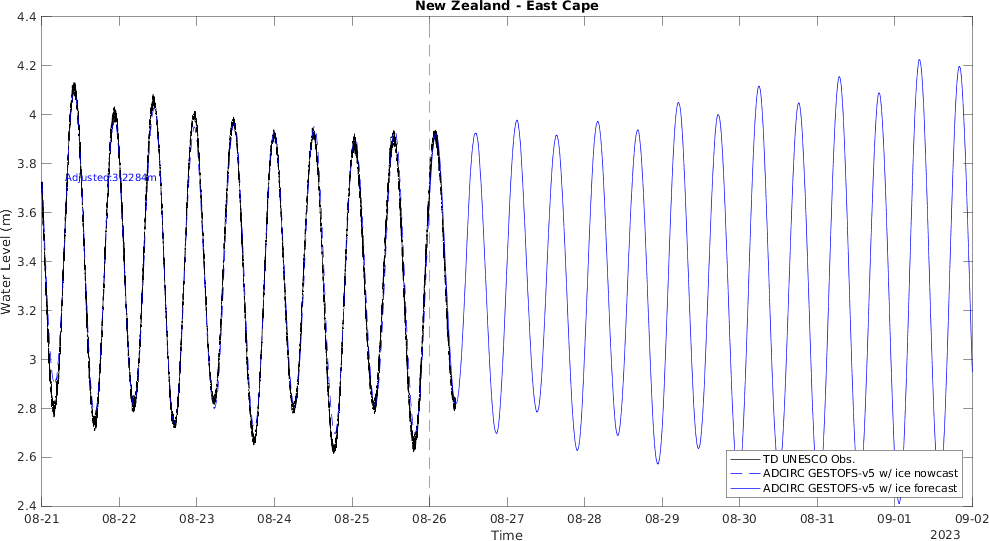 New Zealand - East Cape
4.4
4.2
4
3.8
3.6
3.4
3.2
3
2.8
2.6
2.4
Water Level (m)
Adjusted:3.2284m
TD UNESCO Obs.
ADCIRC GESTOFS-v5 w/ ice nowcast
ADCIRC GESTOFS-v5 w/ ice forecast
08-21 08-22 08-23 08-24 08-25 08-26 08-27 08-28 08-29 08-30 08-31 09-01 09-02
Time
2023